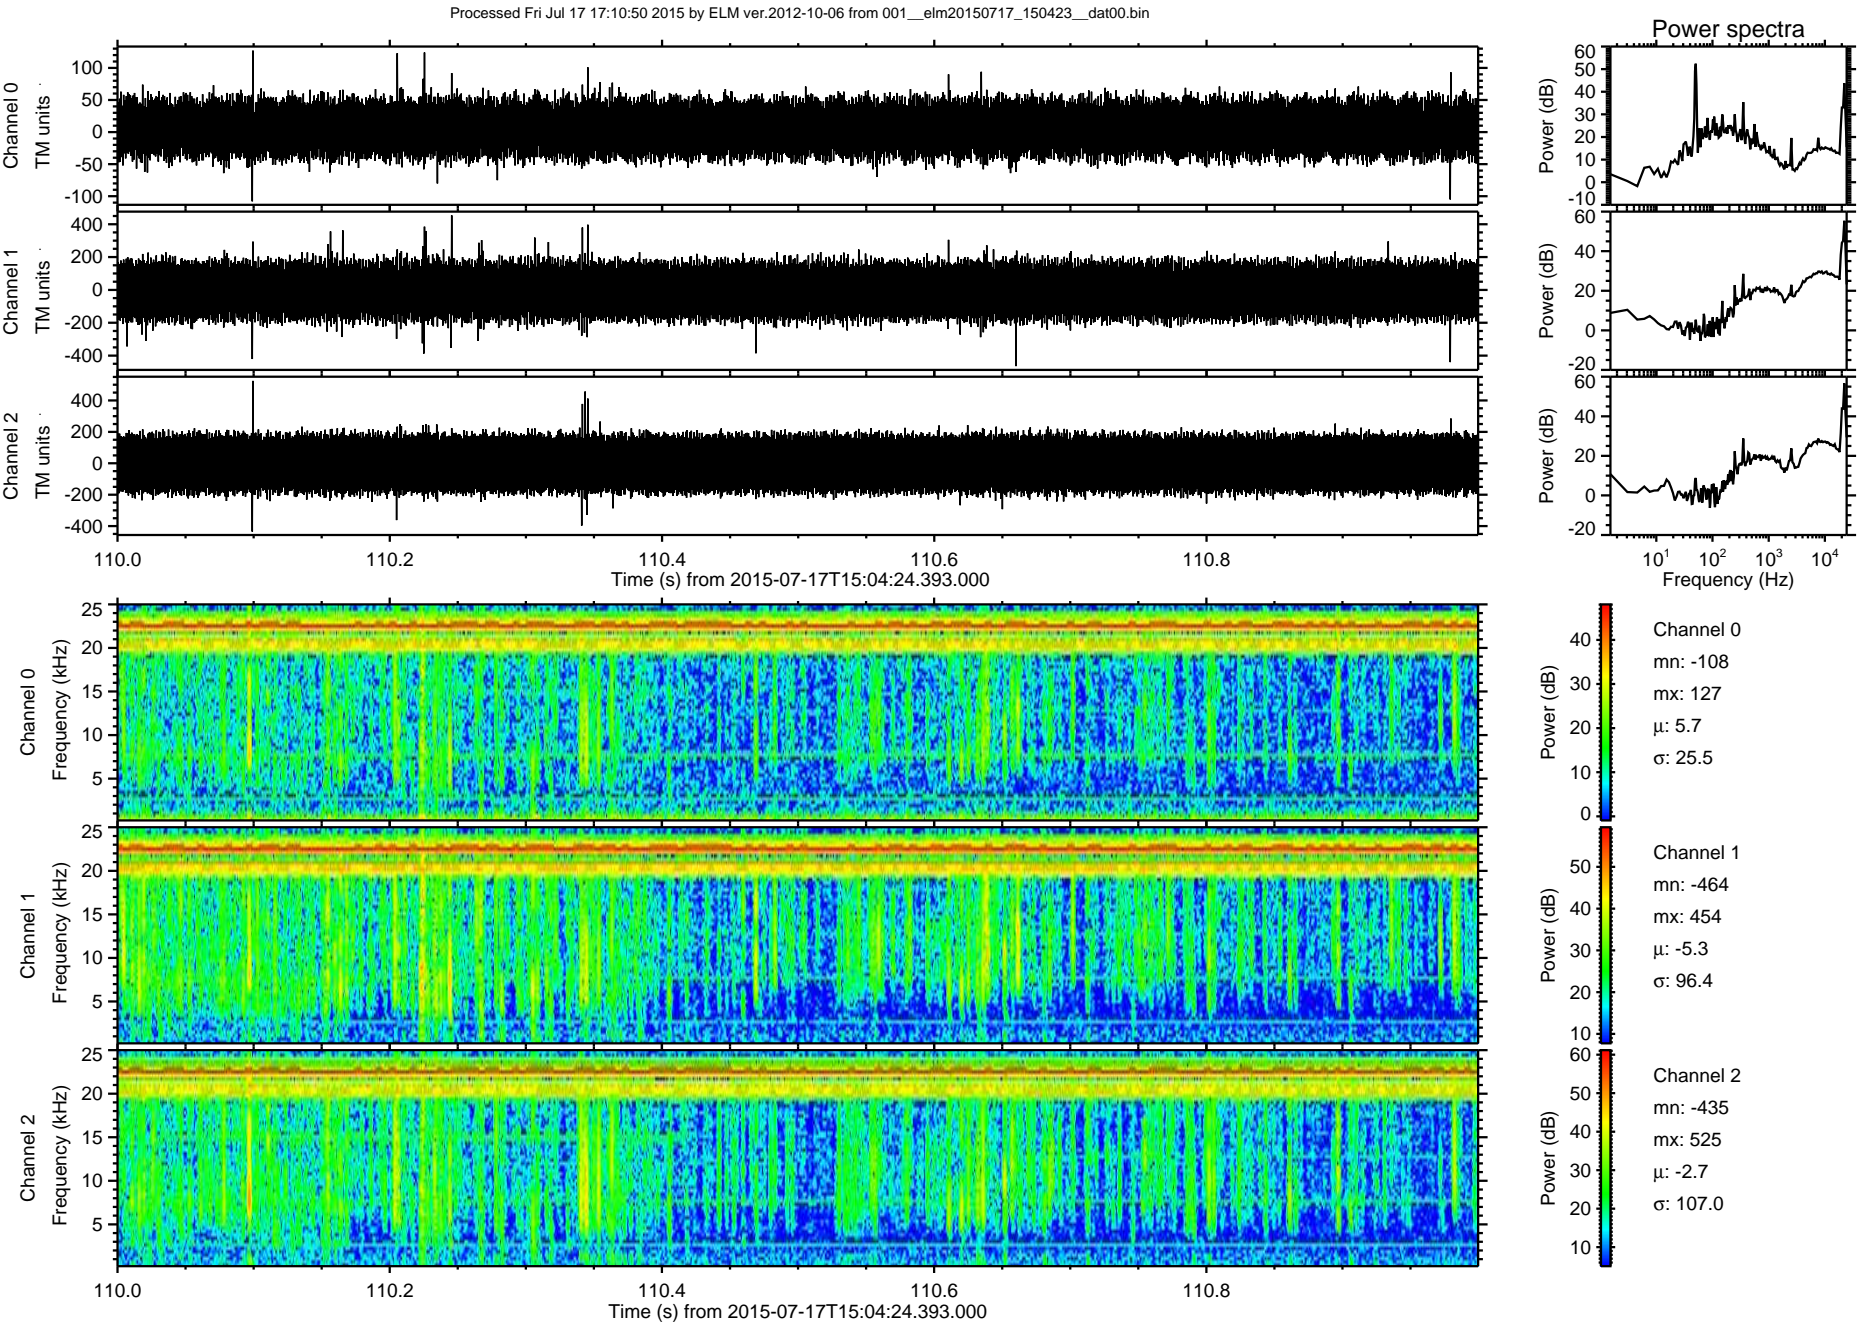 Processed Fri Jul 17 17:10:50 2015 by ELM ver.2012-10-06 from 001__elm20150717_150423__dat00.bin
Power spectra
Channel 0
TM units
100
50
0
-50
-100
Power (dB)
60
50
40
30
20
10
0
-10
Channel 1
TM units
400
200
0
-200
-400
Power (dB)
60
40
20
0
-20
Channel 2
TM units
400
200
0
-200
-400
Power (dB)
60
40
20
0
-20
110.0 110.2 110.4 110.6 110.8
Time (s) from 2015-07-17T15:04:24.393.000
10¹ 10² 10³ 10⁴
Frequency (Hz)
Channel 0
Frequency (kHz)
25
20
15
10
5
Power (dB)
40
30
20
10
0
Channel 0
mn: -108
mx: 127
µ: 5.7
σ: 25.5
Channel 1
Frequency (kHz)
25
20
15
10
5
Power (dB)
50
40
30
20
10
Channel 1
mn: -464
mx: 454
µ: -5.3
σ: 96.4
Channel 2
Frequency (kHz)
25
20
15
10
5
Power (dB)
60
50
40
30
20
10
Channel 2
mn: -435
mx: 525
µ: -2.7
σ: 107.0
110.0 110.2 110.4 110.6 110.8
Time (s) from 2015-07-17T15:04:24.393.000